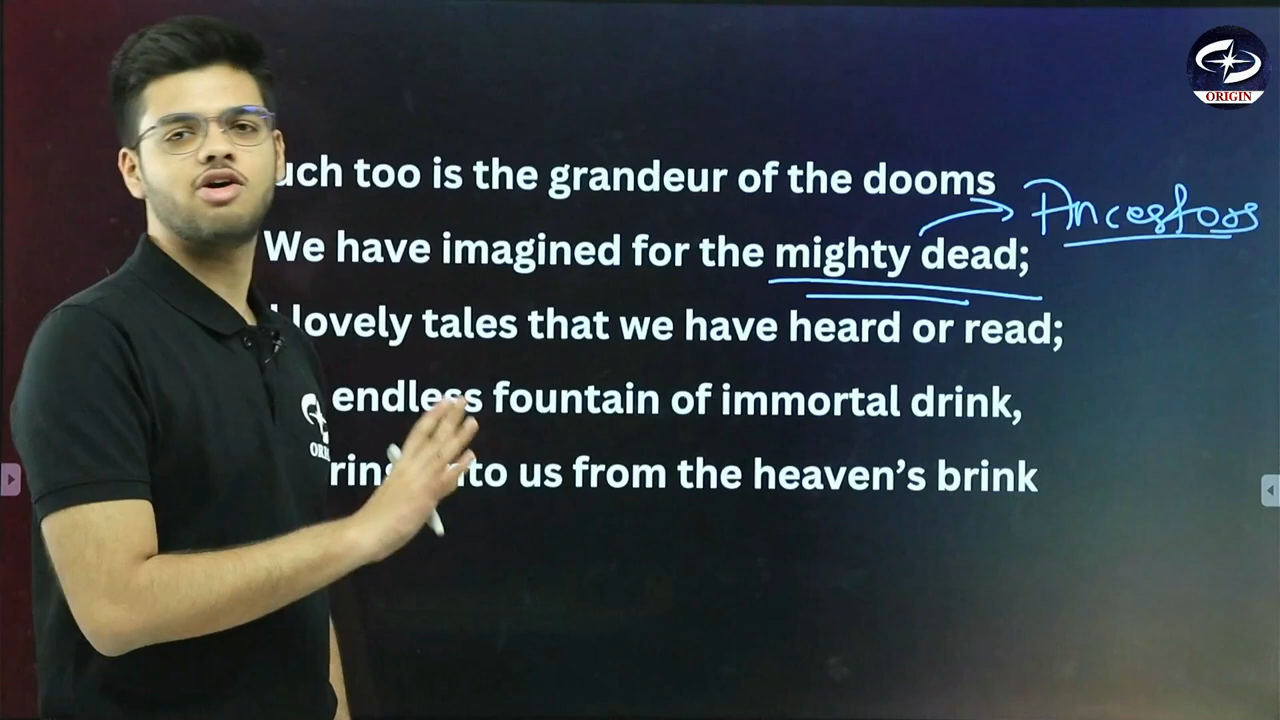 ORIGIN
uch too is the grandeur of the dooms
Ancestors
We have imagined for the mighty dead;
lovely tales that we have heard or read;
endless fountain of immortal drink,
us from the heaven's brink